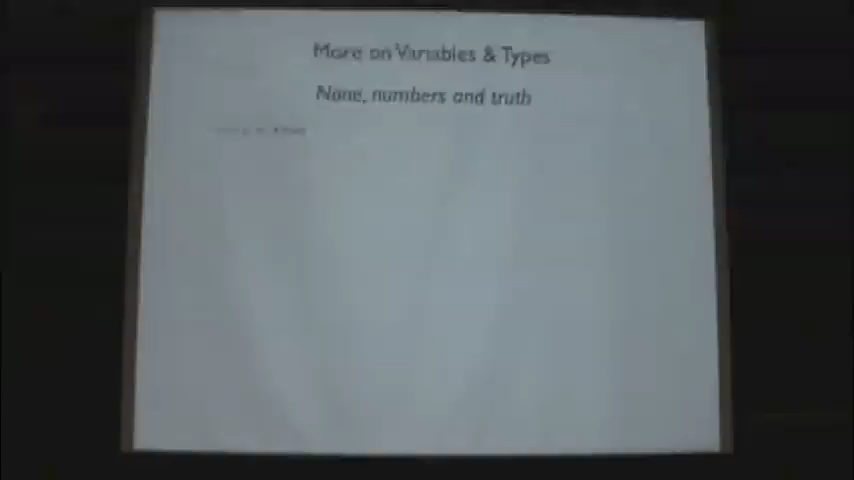 More on Variables & Types
None, numbers and truth